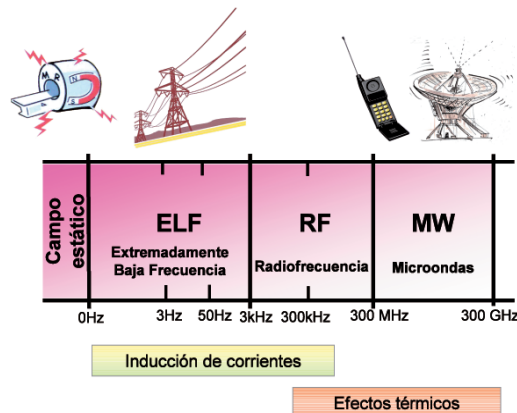 M R N
S
Campo
estático
ELF
Extremadamente
Baja Frecuencia
RF
Radiofrecuencia
MW
Microondas
0Hz
3Hz
50Hz
3kHz
300kHz
300 MHz
300 GHz
Inducción de corrientes
Efectos térmicos